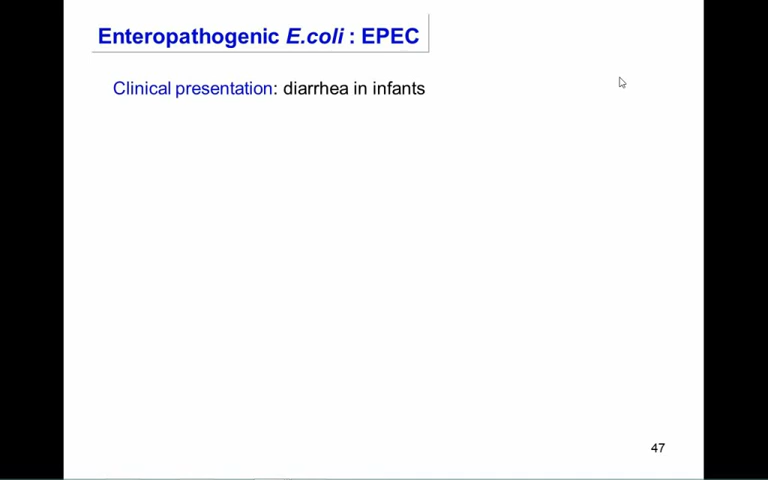 Enteropathogenic E.coli : EPEC
Clinical presentation: diarrhea in infants
47